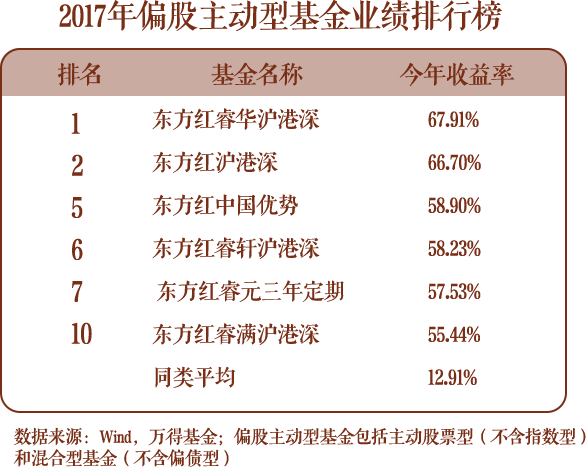 2017年偏股主动型基金业绩排行榜
排名 基金名称 今年收益率
1 东方红睿华沪港深 67.91%
2 东方红沪港深 66.70%
5 东方红中国优势 58.90%
6 东方红睿轩沪港深 58.23%
7 东方红睿元三年定期 57.53%
10 东方红睿满沪港深 55.44%
同类平均 12.91%
数据来源：Wind，万得基金；偏股主动型基金包括主动股票型（不含指数型）
和混合型基金（不含偏债型）